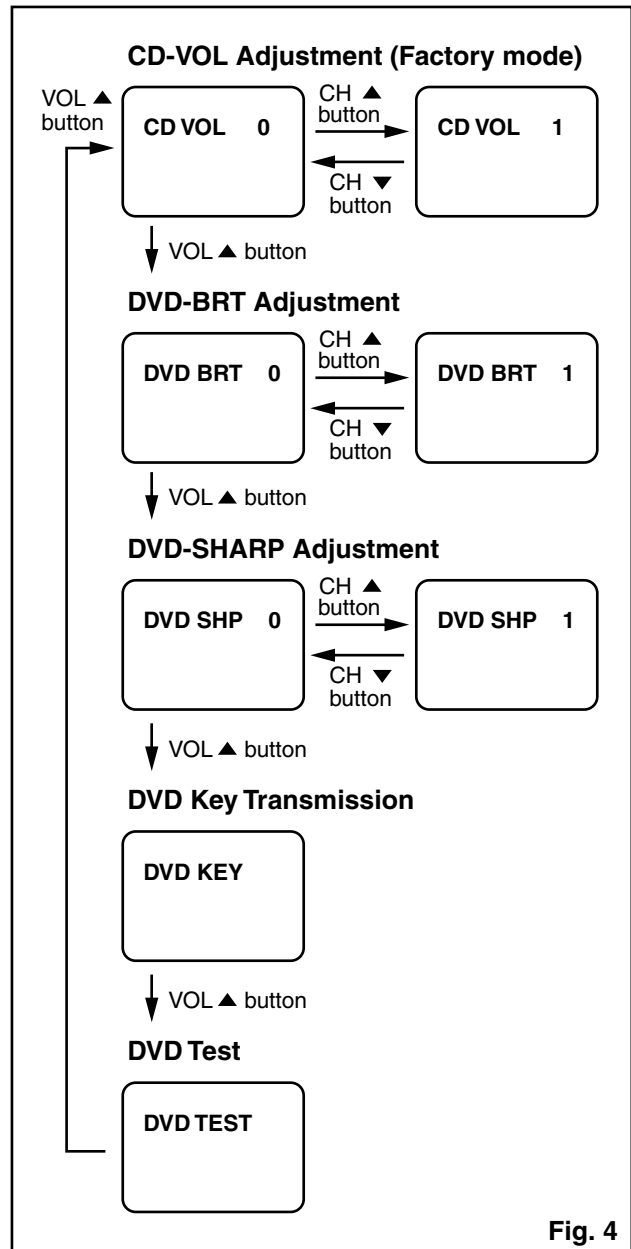 CD-VOL Adjustment (Factory mode)
VOL ▲
button
CD VOL 0
CH ▲
button
CH ▼
button
CD VOL 1
VOL ▲ button
DVD-BRT Adjustment
DVD BRT 0
CH ▲
button
CH ▼
button
DVD BRT 1
VOL ▲ button
DVD-SHARP Adjustment
DVD SHP 0
CH ▲
button
CH ▼
button
DVD SHP 1
VOL ▲ button
DVD Key Transmission
DVD KEY
VOL ▲ button
DVD Test
DVD TEST
Fig. 4